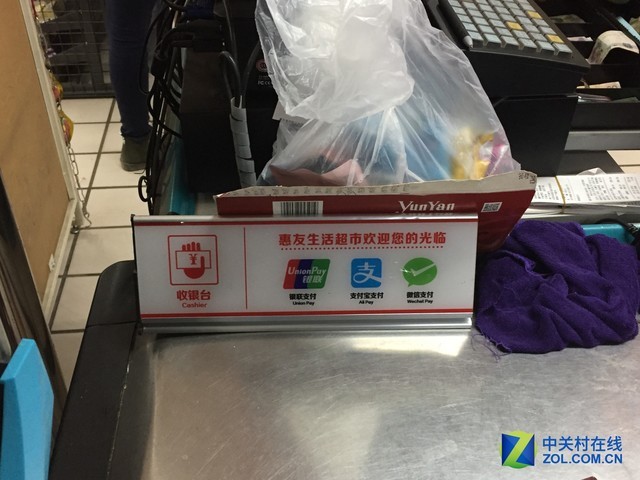 YunYan
惠友生活超市欢迎您的光临
收银台
Cashier
UnionPay
银联
支
银联支付
Union Pay
支付宝支付
Ali Pay
微信支付
Wechat Pay
中关村在线
ZOL.COM.CN